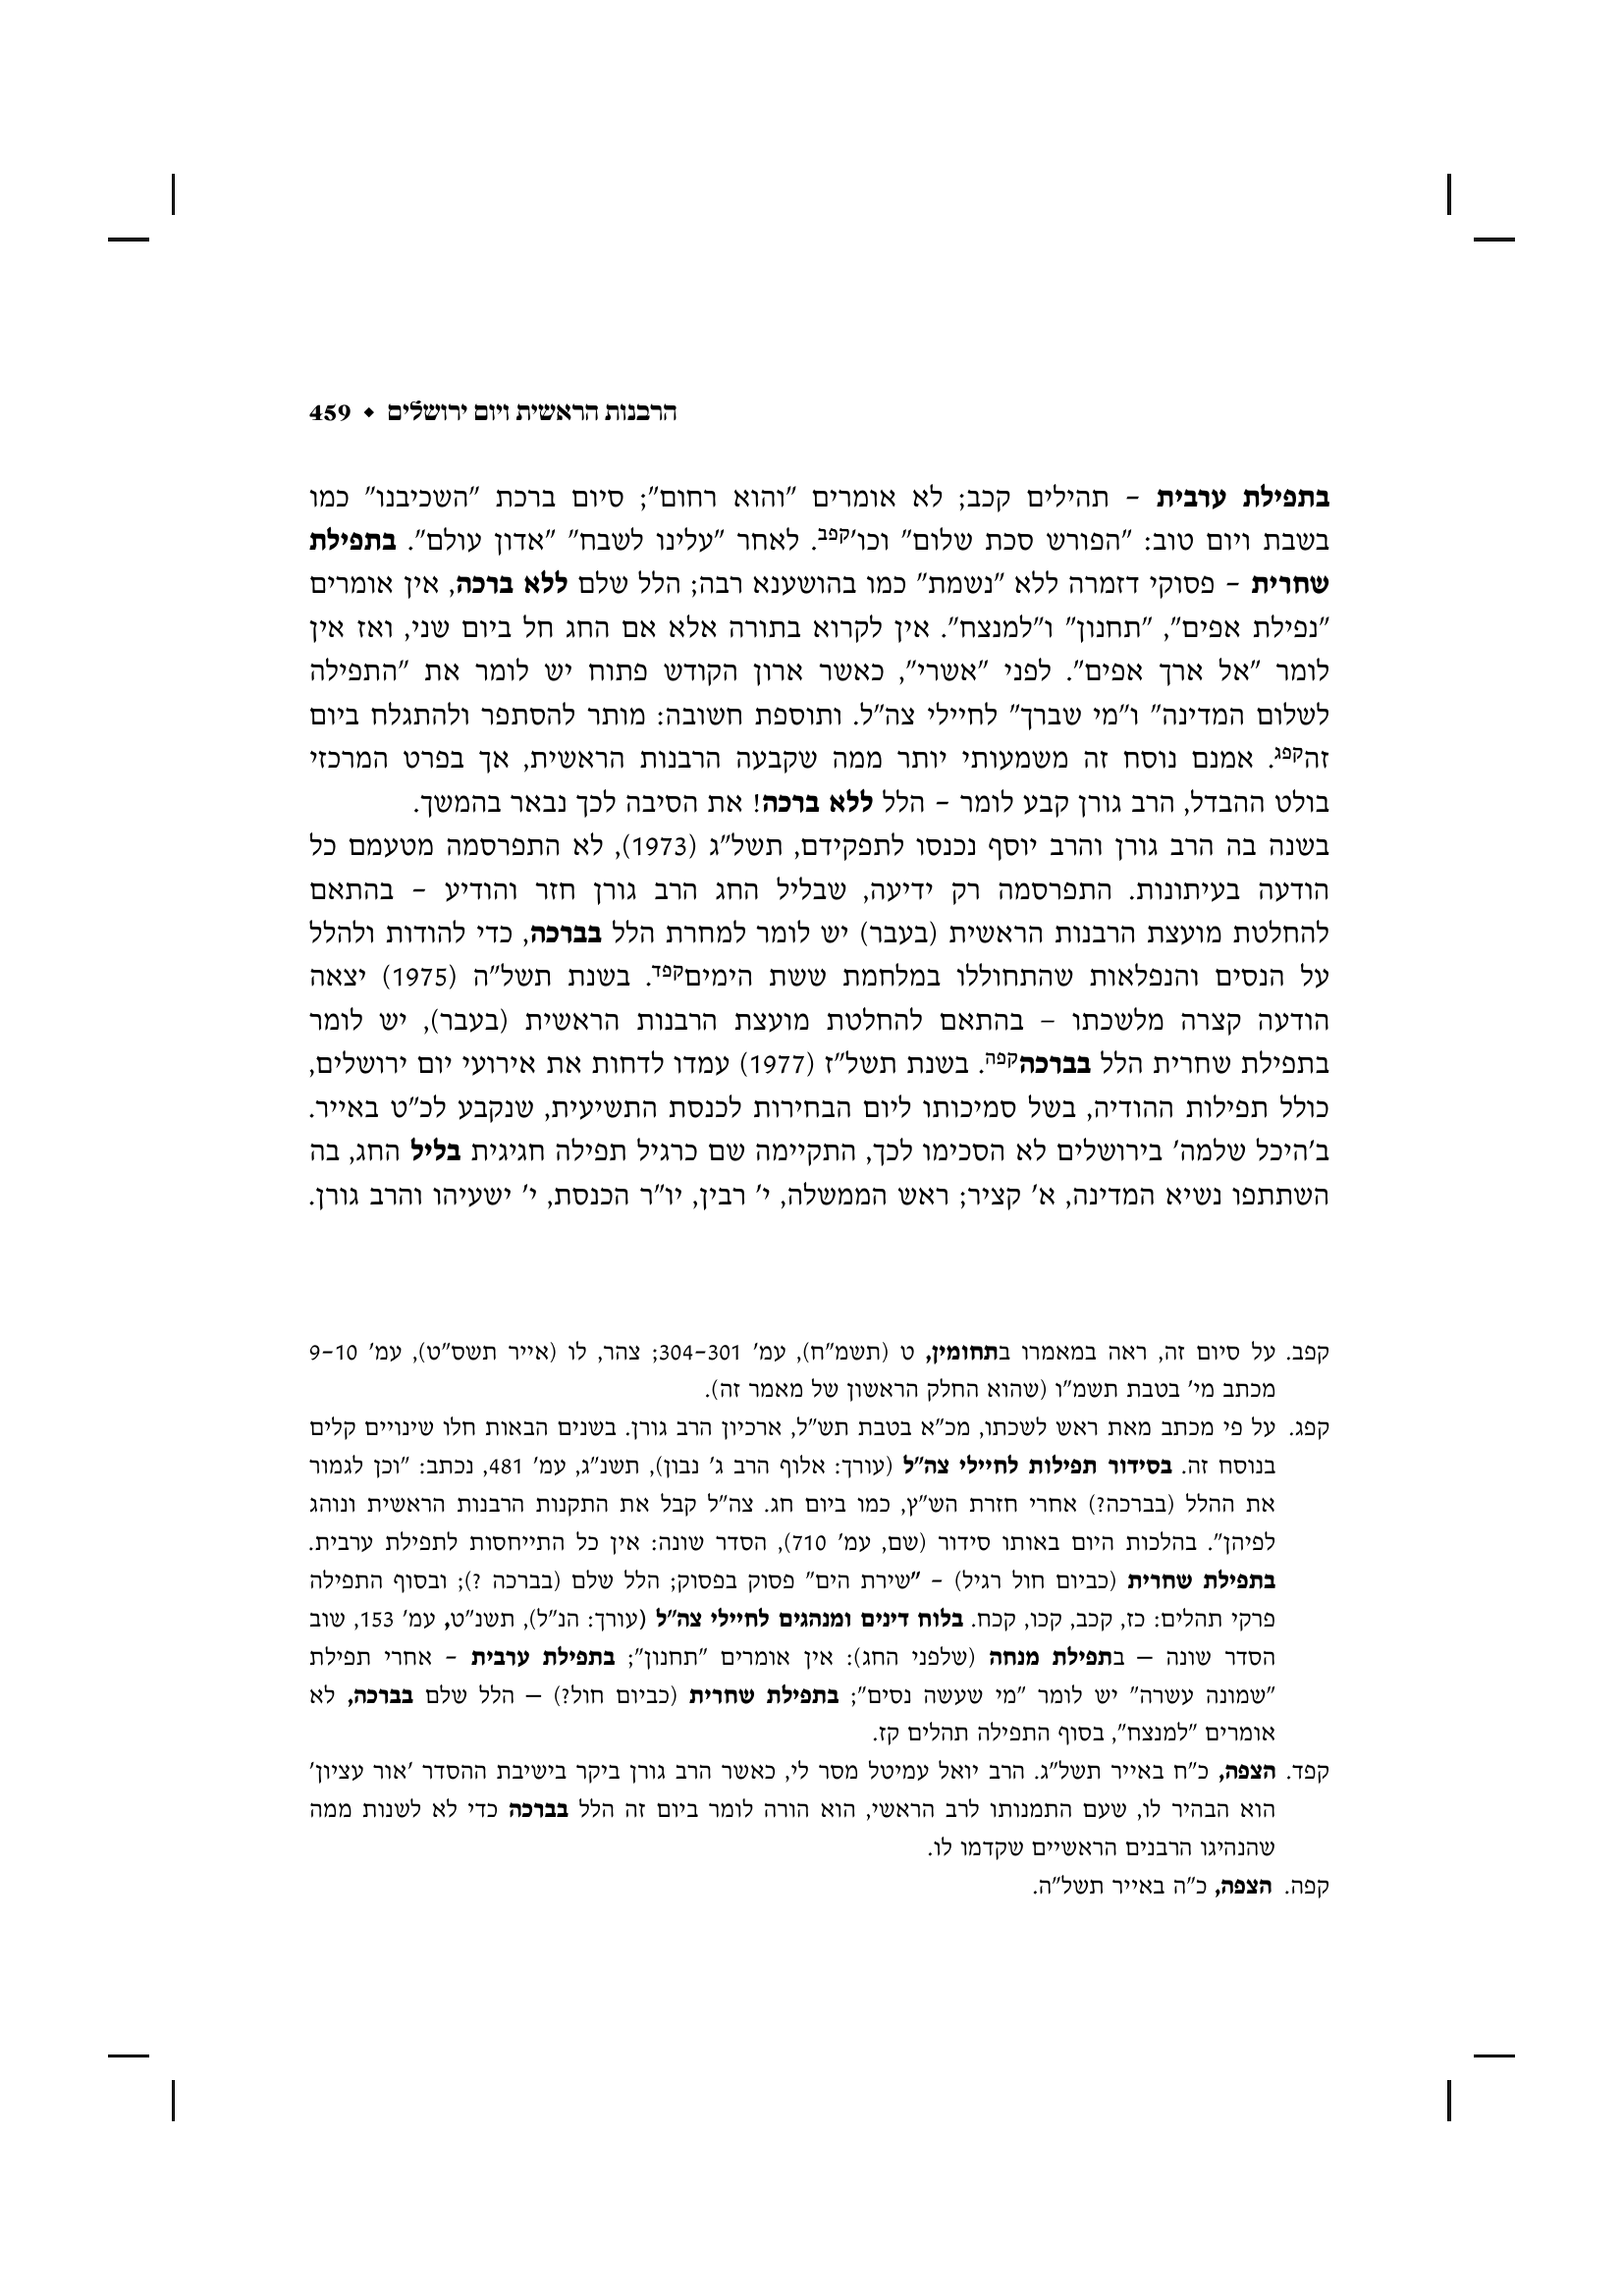 הרבנות הראשית ויום ירושלים ◆ 459
בתפילת ערבית – תהילים קכב; לא אומרים "והוא רחום"; סיום ברכת "השכיבנו" כמו
בשבת ויום טוב: "הפורש סכת שלום" וכו'קפב. לאחר "עלינו לשבח" "אדון עולם". בתפילת
שחרית – פסוקי דזמרה ללא "נשמת" כמו בהושענא רבה; הלל שלם ללא ברכה, אין אומרים
"נפילת אפים", "תחנון" ו"למנצח". אין לקרוא בתורה אלא אם החג חל ביום שני, ואז אין
לומר "אל ארך אפים". לפני "אשרי", כאשר ארון הקודש פתוח יש לומר את "התפילה
לשלום המדינה" ו"מי שברך" לחיילי צה"ל. ותוספת חשובה: מותר להסתפר ולהתגלח ביום
זהקפג. אמנם נוסח זה משמעותי יותר ממה שקבעה הרבנות הראשית, אך בפרט המרכזי
בולט ההבדל, הרב גורן קבע לומר – הלל ללא ברכה! את הסיבה לכך נבאר בהמשך.
בשנה בה הרב גורן והרב יוסף נכנסו לתפקידם, תשל"ג (1973), לא התפרסמה מטעמם כל
הודעה בעיתונות. התפרסמה רק ידיעה, שבליל החג הרב גורן חזר והודיע – בהתאם
להחלטת מועצת הרבנות הראשית (בעבר) יש לומר למחרת הלל בברכה, כדי להודות ולהלל
על הנסים והנפלאות שהתחוללו במלחמת ששת הימיםקפד. בשנת תשל"ה (1975) יצאה
הודעה קצרה מלשכתו – בהתאם להחלטת מועצת הרבנות הראשית (בעבר), יש לומר
בתפילת שחרית הלל בברכהקפה. בשנת תשל"ז (1977) עמדו לדחות את אירועי יום ירושלים,
כולל תפילות ההודיה, בשל סמיכותו ליום הבחירות לכנסת התשיעית, שנקבע לכ"ט באייר.
ב'היכל שלמה' בירושלים לא הסכימו לכך, התקיימה שם כרגיל תפילה חגיגית בליל החג, בה
השתתפו נשיא המדינה, א' קציר; ראש הממשלה, י' רבין, יו"ר הכנסת, י' ישעיהו והרב גורן.
קפב. על סיום זה, ראה במאמרו בתחומין, ט (תשמ"ח), עמ' 304–301; צהר, לו (אייר תשס"ט), עמ' 9–10
מכתב מי' בטבת תשמ"ו (שהוא החלק הראשון של מאמר זה).
קפג. על פי מכתב מאת ראש לשכתו, מכ"א בטבת תש"ל, ארכיון הרב גורן. בשנים הבאות חלו שינויים קלים
בנוסח זה. בסידור תפילות לחיילי צה"ל (עורך: אלוף הרב ג' נבון), תשנ"ג, עמ' 481, נכתב: "וכן לגמור
את ההלל (בברכה?) אחרי חזרת הש"ץ, כמו ביום חג. צה"ל קבל את התקנות הרבנות הראשית ונוהג
לפיהן". בהלכות היום באותו סידור (שם, עמ' 710), הסדר שונה: אין כל התייחסות לתפילת ערבית.
בתפילת שחרית (כביום חול רגיל) – "שירת הים" פסוק בפסוק; הלל שלם (בברכה ?); ובסוף התפילה
פרקי תהלים: כז, קכב, קכו, קכח. בלוח דינים ומנהגים לחיילי צה"ל (עורך: הנ"ל), תשנ"ט, עמ' 153, שוב
הסדר שונה – בתפילת מנחה (שלפני החג): אין אומרים "תחנון"; בתפילת ערבית – אחרי תפילת
"שמונה עשרה" יש לומר "מי שעשה נסים"; בתפילת שחרית (כביום חול?) – הלל שלם בברכה, לא
אומרים "למנצח", בסוף התפילה תהלים קז.
קפד. הצפה, כ"ח באייר תשל"ג. הרב יואל עמיטל מסר לי, כאשר הרב גורן ביקר בישיבת ההסדר 'אור עציון'
הוא הבהיר לו, שעם התמנותו לרב הראשי, הוא הורה לומר ביום זה הלל בברכה כדי לא לשנות ממה
שהנהיגו הרבנים הראשיים שקדמו לו.
קפה. הצפה, כ"ה באייר תשל"ה.